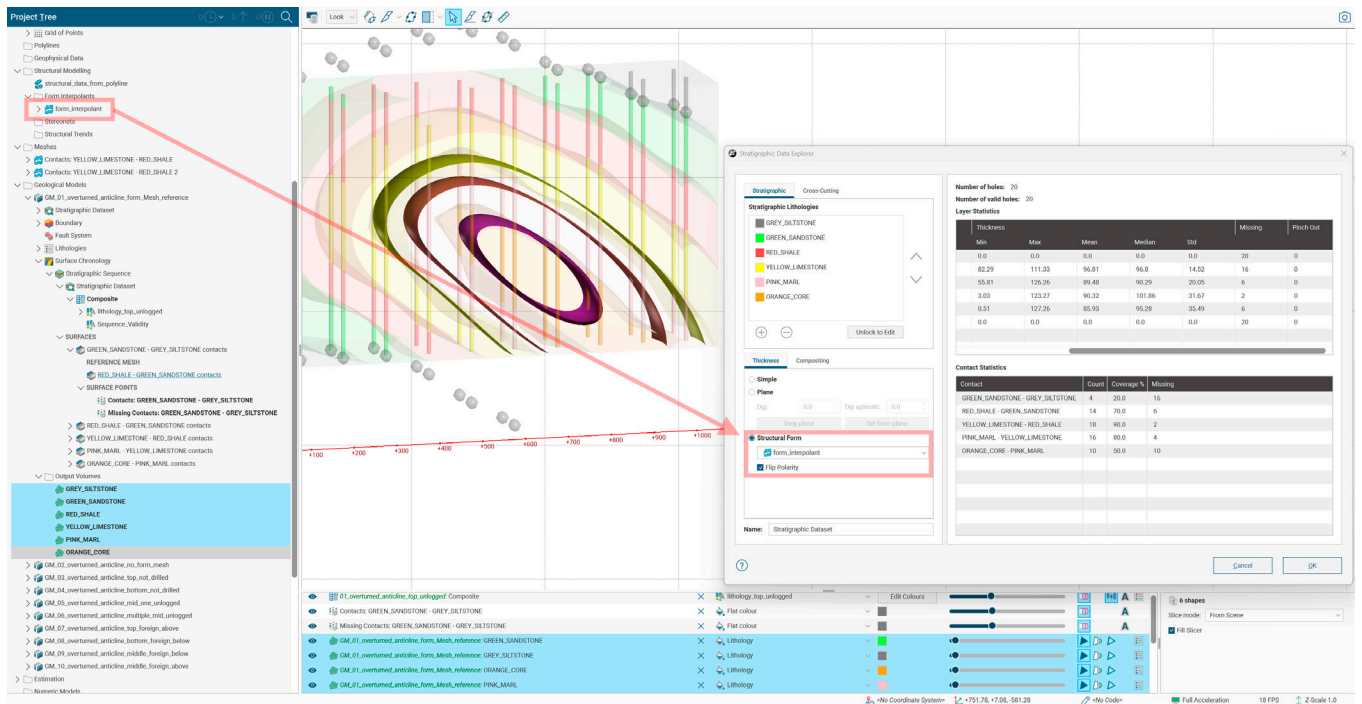 Project Tree
Look
Grid of Points
Polylines
Geophysical Data
Structural Modelling
structural_data_from_polyline
Form Interpolants
form_interpolant
Stereonets
Structural Trends
Meshes
Contacts: YELLOW_LIMESTONE - RED_SHALE
Contacts: YELLOW_LIMESTONE - RED_SHALE 2
Geological Models
GM_01_overturned_anticline_form_Mesh_reference
Stratigraphic Dataset
Boundary
Fault System
Lithologies
Surface Chronology
Stratigraphic Sequence
Stratigraphic Dataset
Composite
lithology_top_unlogged
Sequence_Validity
SURFACES
GREEN_SANDSTONE - GREY_SILTSTONE contacts
REFERENCE MESH
RED_SHALE - GREEN_SANDSTONE contacts
SURFACE POINTS
Contacts: GREEN_SANDSTONE - GREY_SILTSTONE
Missing Contacts: GREEN_SANDSTONE - GREY_SILTSTONE
RED_SHALE - GREEN_SANDSTONE contacts
YELLOW_LIMESTONE - RED_SHALE contacts
PINK_MARL - YELLOW_LIMESTONE contacts
ORANGE_CORE - PINK_MARL contacts
Output Volumes
GREY_SILTSTONE
GREEN_SANDSTONE
RED_SHALE
YELLOW_LIMESTONE
PINK_MARL
ORANGE_CORE
GM_02_overturned_anticline_no_form_mesh
GM_03_overturned_anticline_top_not_drilled
GM_04_overturned_anticline_bottom_not_drilled
GM_05_overturned_anticline_mid_one_unlogged
GM_06_overturned_anticline_multiple_mid_unlogged
GM_07_overturned_anticline_top_foreign_above
GM_08_overturned_anticline_bottom_foreign_below
GM_09_overturned_anticline_middle_foreign_below
GM_10_overturned_anticline_middle_foreign_above
Estimation
Numeric Models
+100 +200 +300 +400 +500 +600 +700 +800 +900 +1000
Stratigraphic Data Explorer
Stratigraphic Cross-Cutting
Stratigraphic Lithologies
GREY_SILTSTONE
GREEN_SANDSTONE
RED_SHALE
YELLOW_LIMESTONE
PINK_MARL
ORANGE_CORE
Unlock to Edit
Thickness Compositing
Simple
Plane
Dip: 0.0 Dip azimuth: 0.0
View plane Set from plane
Structural Form
form_interpolant
Flip Polarity
Name: Stratigraphic Dataset
Number of holes: 20
Number of valid holes: 20
Layer Statistics
Thickness Missing Pinch Out
Min Max Mean Median Std
0.0 0.0 0.0 0.0 0.0 20 0
82.29 111.33 96.81 96.8 14.52 16 0
55.81 126.26 89.48 90.29 20.05 6 0
3.03 123.27 90.32 101.86 31.67 2 0
0.51 127.26 85.93 95.28 35.49 6 0
0.0 0.0 0.0 0.0 0.0 20 0
Contact Statistics
Contact Count Coverage % Missing
GREEN_SANDSTONE - GREY_SILTSTONE 4 20.0 16
RED_SHALE - GREEN_SANDSTONE 14 70.0 6
YELLOW_LIMESTONE - RED_SHALE 18 90.0 2
PINK_MARL - YELLOW_LIMESTONE 16 80.0 4
ORANGE_CORE - PINK_MARL 10 50.0 10
Cancel OK
01_overturned_anticline_top_unlogged: Composite lithology_top_unlogged Edit Colours
Contacts: GREEN_SANDSTONE - GREY_SILTSTONE Flat colour
Missing Contacts: GREEN_SANDSTONE - GREY_SILTSTONE Flat colour
GM_01_overturned_anticline_form_Mesh_reference: GREEN_SANDSTONE Lithology
GM_01_overturned_anticline_form_Mesh_reference: GREY_SILTSTONE Lithology
GM_01_overturned_anticline_form_Mesh_reference: ORANGE_CORE Lithology
GM_01_overturned_anticline_form_Mesh_reference: PINK_MARL Lithology
6 shapes
Slice mode: From Scene
Fill Slicer
<No Coordinate System> +751.78, +7.08, -581.28 <No Code> Full Acceleration 18 FPS Z-Scale 1.0